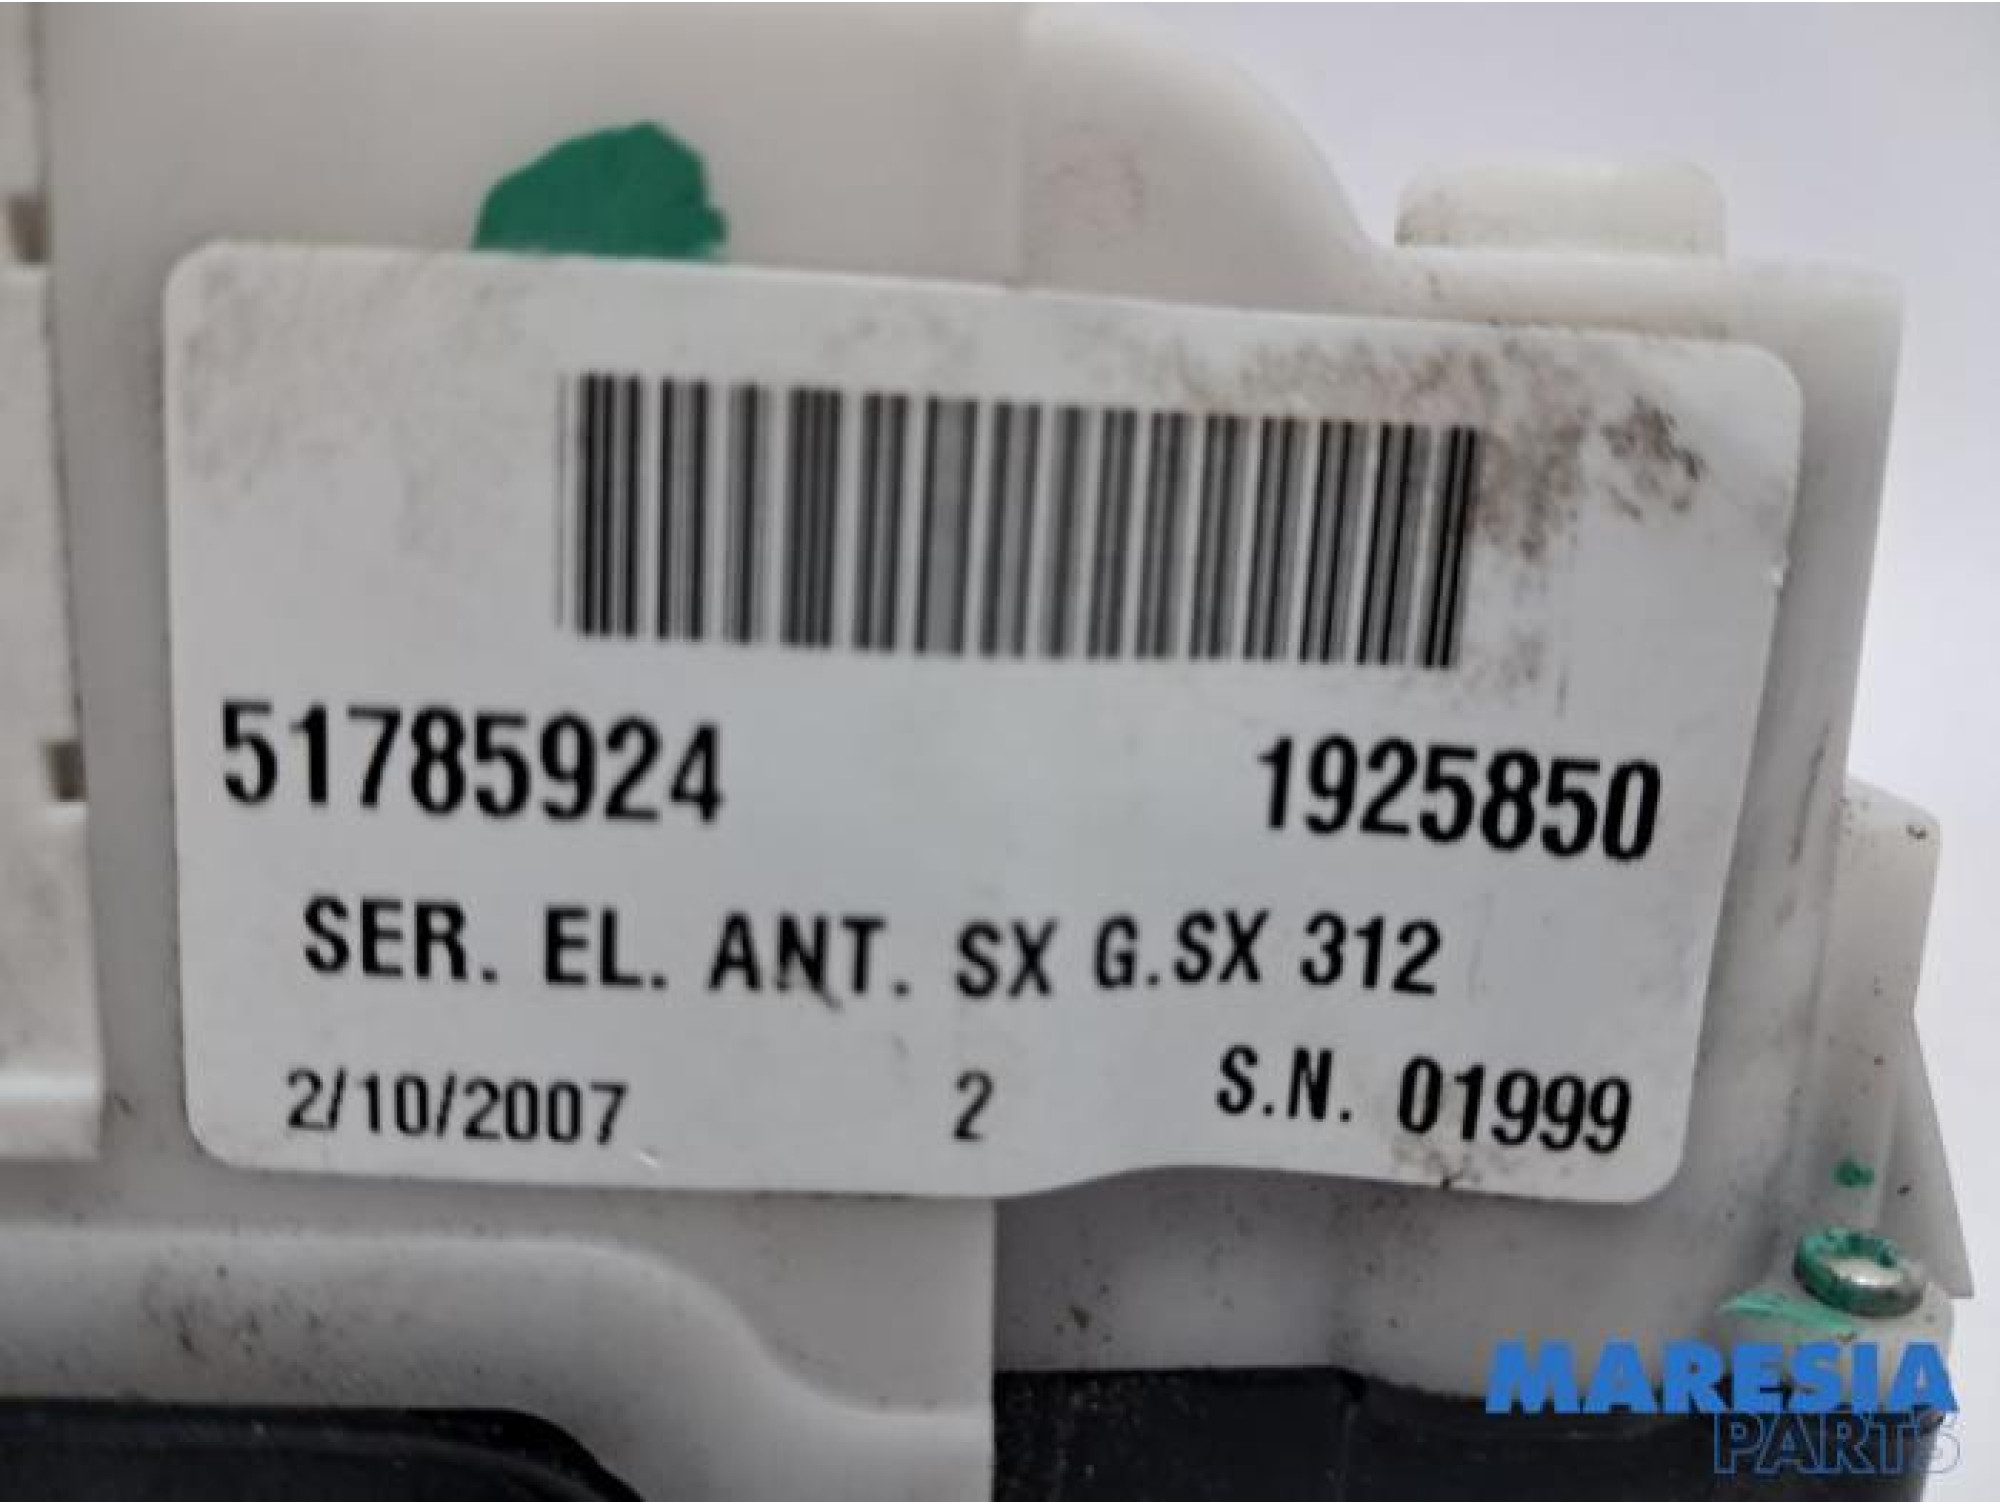 51785924 1925850
SER. EL. ANT. SX G.SX 312
2/10/2007 2 S.N. 01999
MARESIA
PARTS